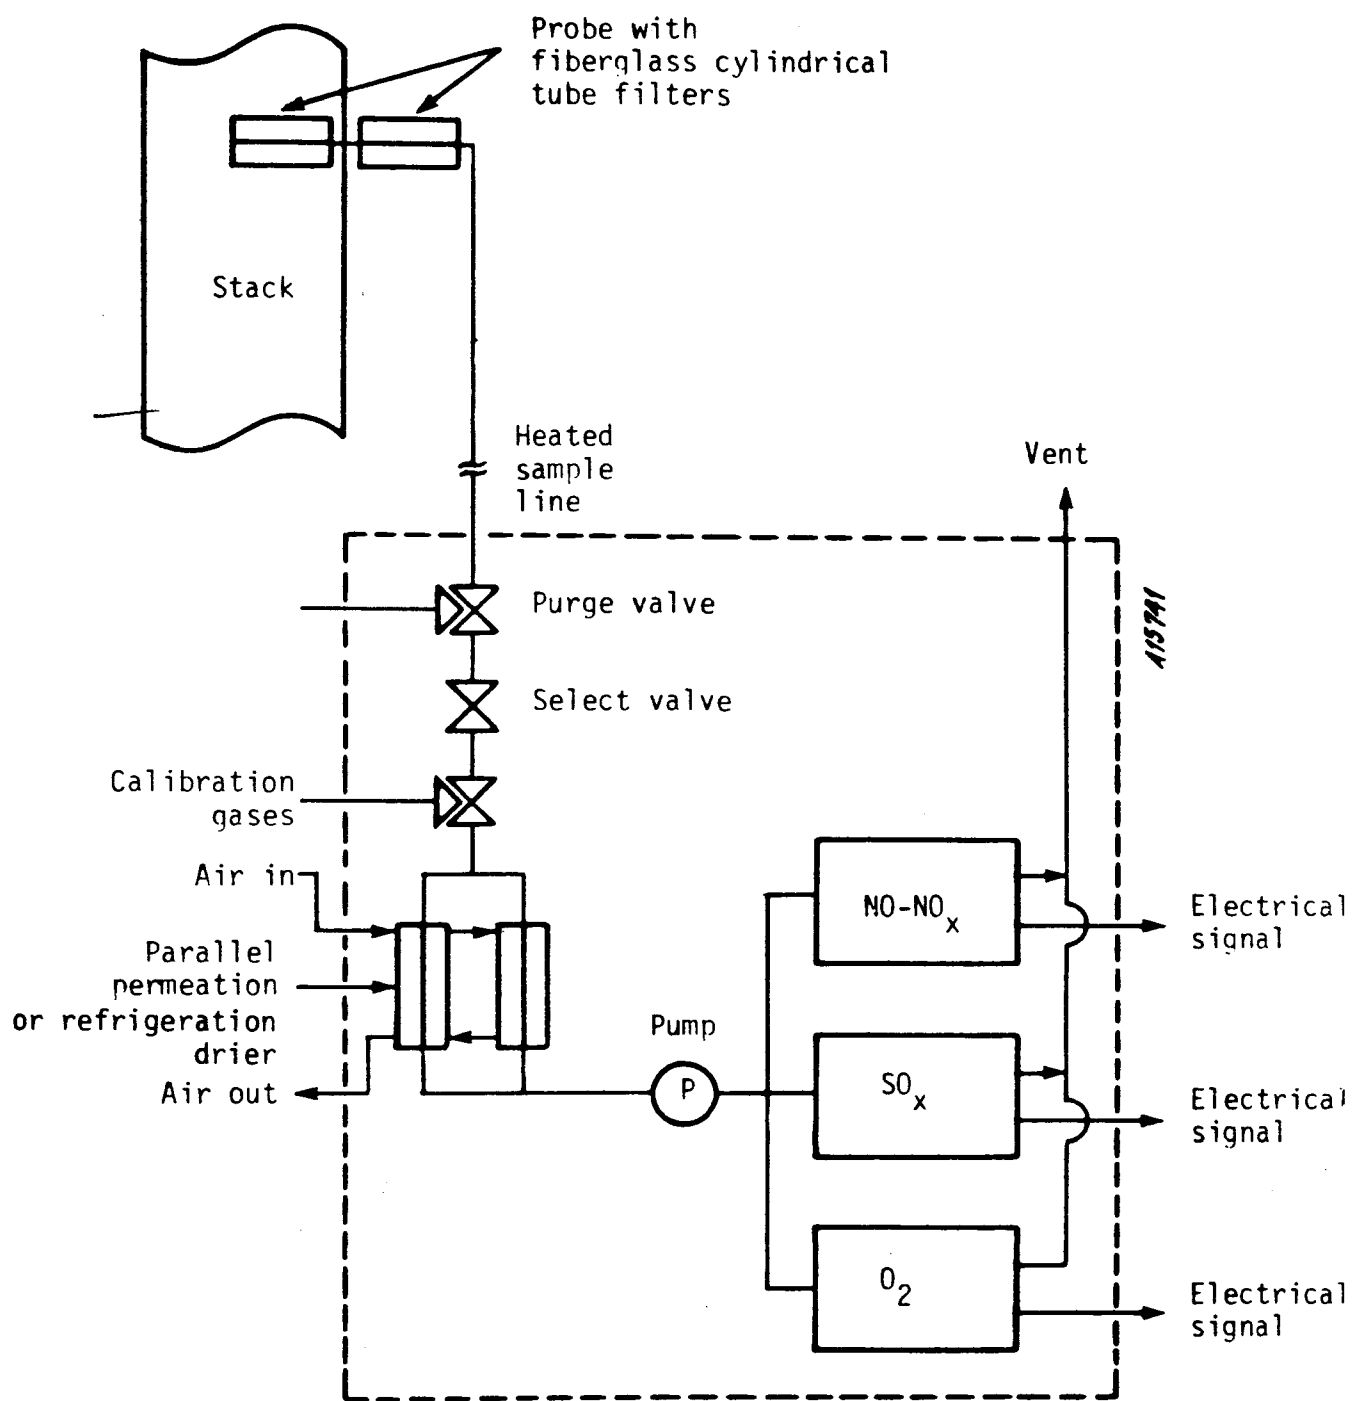 Probe with
fiberglass cylindrical
tube filters
Stack
Heated
sample
line
Vent
Purge valve
A15741
Select valve
Calibration
gases
Air in
NO-NOx
Electrical
signal
Parallel
permeation
or refrigeration
drier
Pump
P
Air out
SOx
Electrical
signal
O2
Electrical
signal